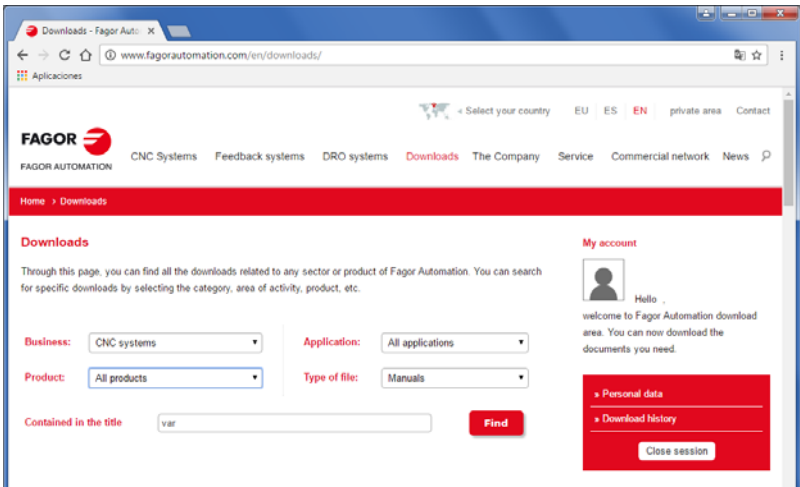 Downloads - Fagor Auto
www.fagorautomation.com/en/downloads/
Aplicaciones
« Select your country EU ES EN private area Contact
FAGOR
FAGOR AUTOMATION
CNC Systems Feedback systems DRO systems Downloads The Company Service Commercial network News
Home > Downloads
Downloads
Through this page, you can find all the downloads related to any sector or product of Fagor Automation. You can search
for specific downloads by selecting the category, area of activity, product, etc.
Business: CNC systems Application: All applications
Product: All products Type of file: Manuals
Contained in the title var Find
My account
Hello ,
welcome to Fagor Automation download
area. You can now download the
documents you need.
» Personal data
» Download history
Close session